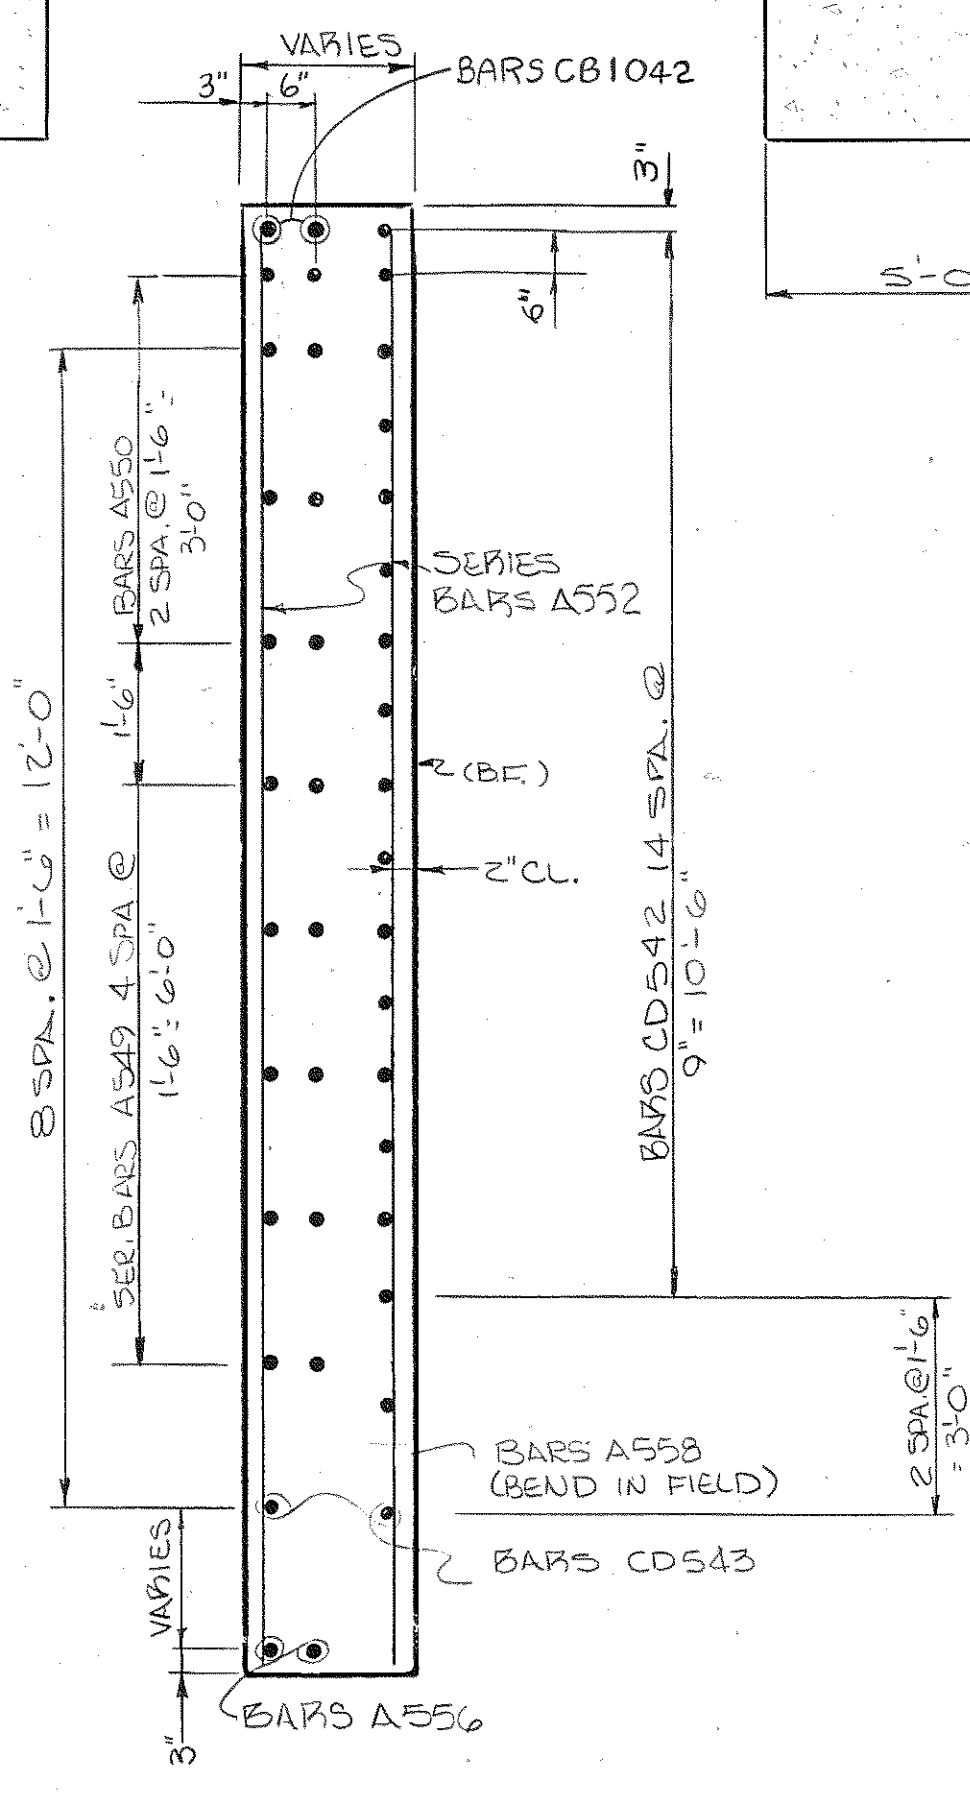 VARIES
BARS CB1042
3"
6"
3"
5'-0
6"
BARS A550
2 SPA. @ 1'-6" =
3'-0"
SERIES
BARS A552
1'-6"
8 SPA. @ 1'-6" = 12'-0"
(B.F.)
2" CL.
BARS CD542 14 SPA. @
9" = 10'-6"
SER. BARS A549 4 SPA @
1'-6" = 6'-0"
2 SPA. @ 1'-6"
= 3'-0"
BARS A558
(BEND IN FIELD)
BARS CD543
VARIES
BARS A556
3"